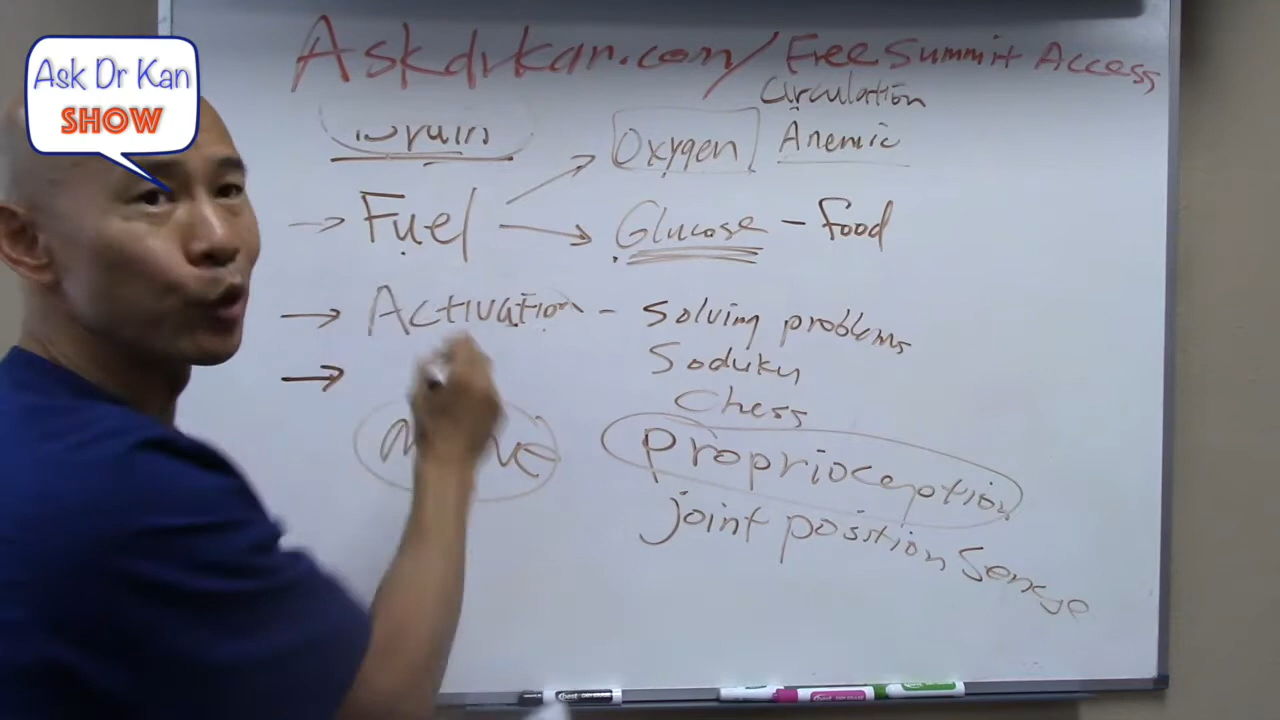 Ask Dr Kan
SHOW
Askdrkan.com/FreeSummit Access
Circulation
Brain
Oxygen Anemic
→ Fuel → Glucose - Food
→ Activation - Solving problems
→ Soduku
Chess
Proprioception
joint position Sense